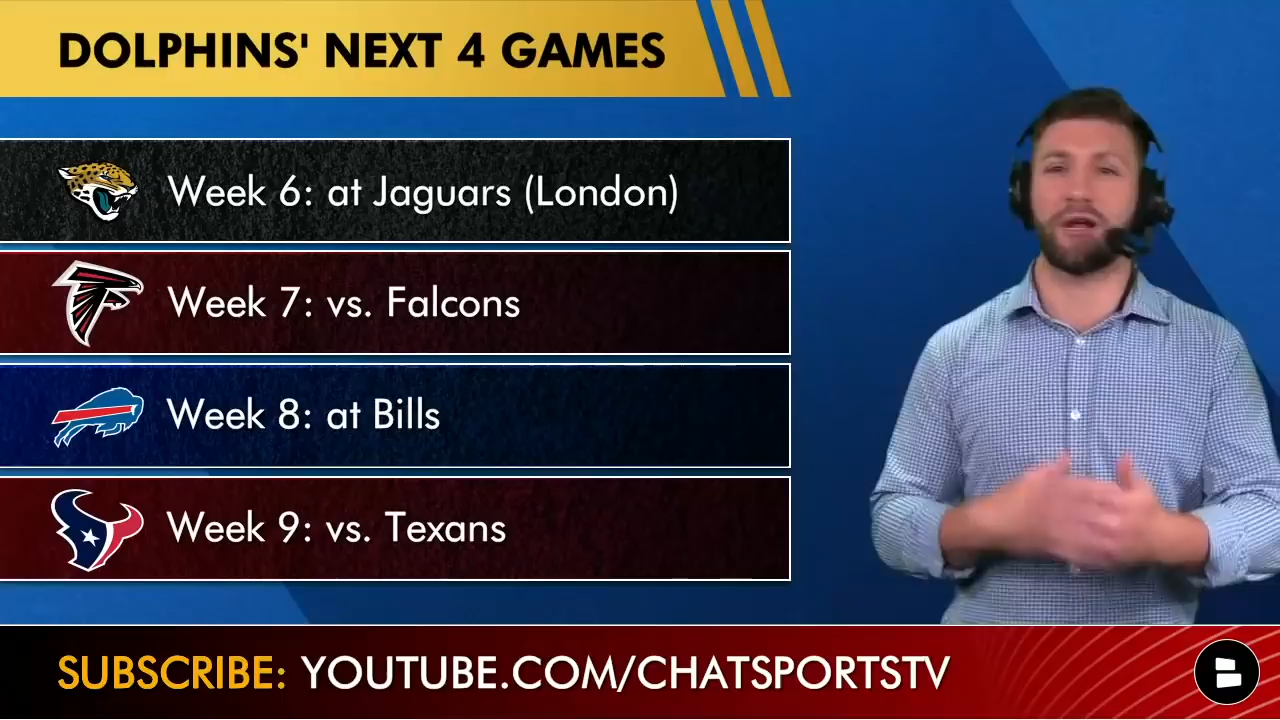 DOLPHINS' NEXT 4 GAMES
Week 6: at Jaguars (London)
Week 7: vs. Falcons
Week 8: at Bills
Week 9: vs. Texans
SUBSCRIBE: YOUTUBE.COM/CHATSPORTSTV